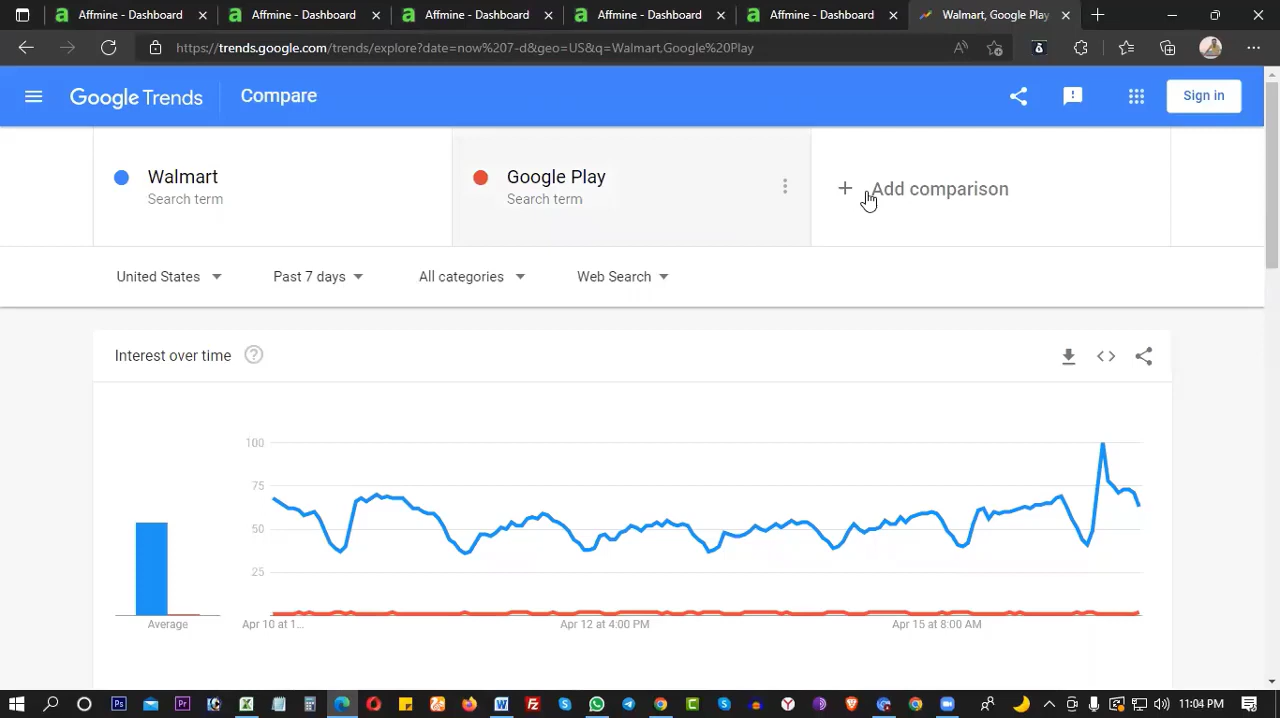 Affmine - Dashboard
Affmine - Dashboard
Affmine - Dashboard
Affmine - Dashboard
Affmine - Dashboard
Walmart, Google Play
https://trends.google.com/trends/explore?date=now%207-d&geo=US&q=Walmart,Google%20Play
Google Trends
Compare
Sign in
Walmart
Search term
Google Play
Search term
Add comparison
United States
Past 7 days
All categories
Web Search
Interest over time
100
75
50
25
Average
Apr 10 at 1...
Apr 12 at 4:00 PM
Apr 15 at 8:00 AM
11:04 PM